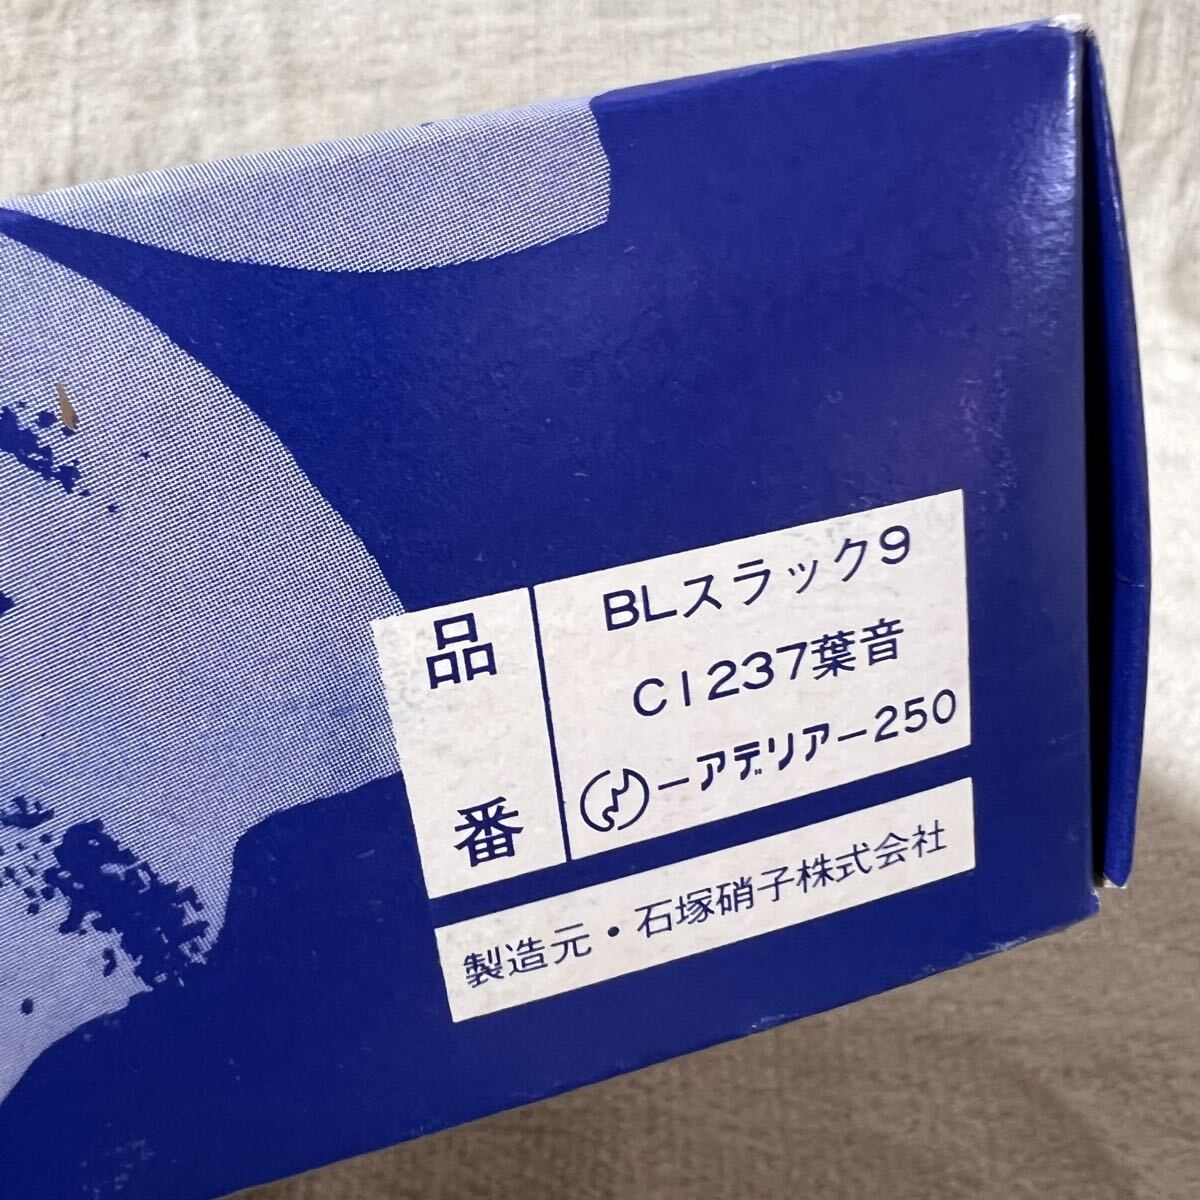 品番
BLスラック9
C1237葉音
ーアデリアー250
製造元・石塚硝子株式会社